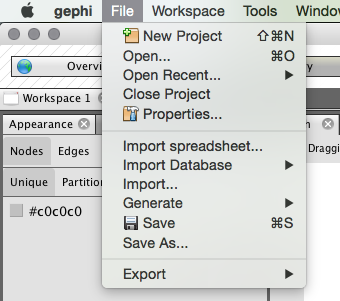 gephi File Workspace Tools Window
New Project ⇧⌘N
Open... ⌘O
Open Recent...
Close Project
Properties...
Import spreadsheet...
Import Database
Import...
Generate
Save ⌘S
Save As...
Export
Overvi
y
Workspace 1
Appearance
Nodes Edges
Draggi
Unique Partition
#c0c0c0